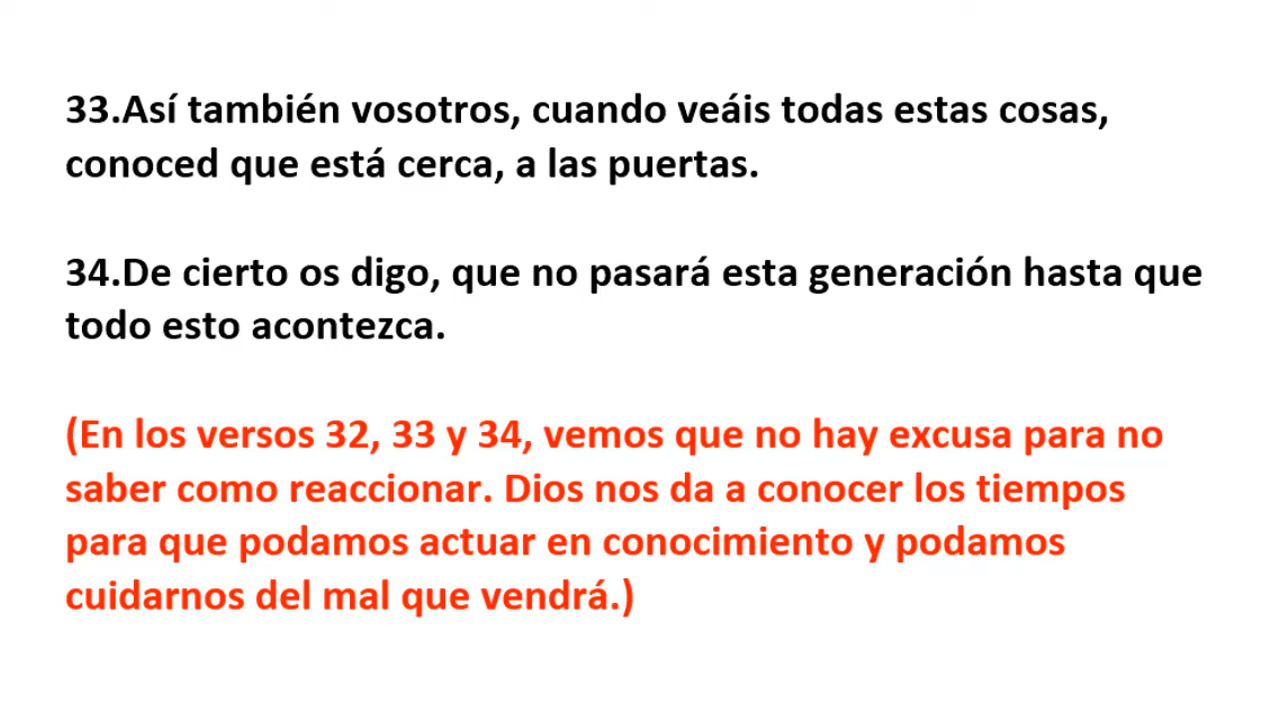 33.Así también vosotros, cuando veáis todas estas cosas,
conoced que está cerca, a las puertas.
34.De cierto os digo, que no pasará esta generación hasta que
todo esto acontezca.
(En los versos 32, 33 y 34, vemos que no hay excusa para no
saber como reaccionar. Dios nos da a conocer los tiempos
para que podamos actuar en conocimiento y podamos
cuidarnos del mal que vendrá.)